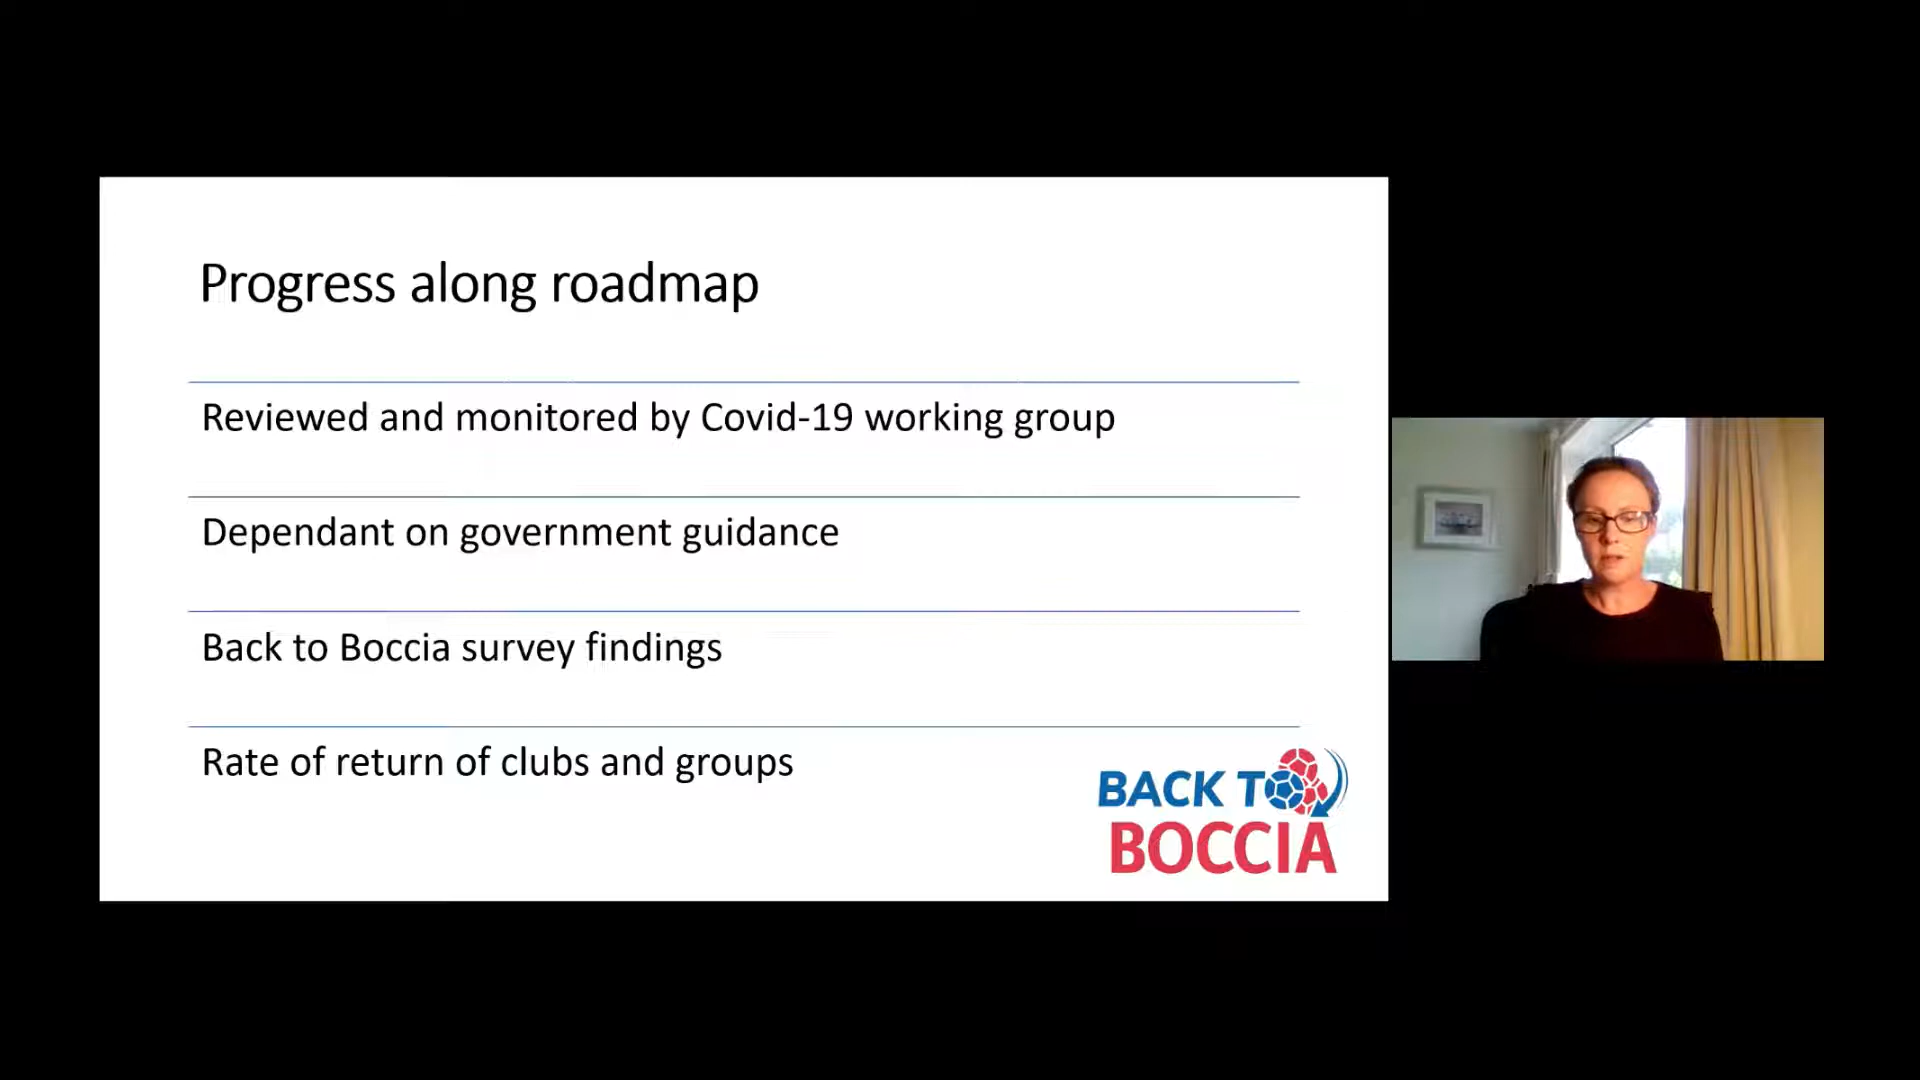 Progress along roadmap
Reviewed and monitored by Covid-19 working group
Dependant on government guidance
Back to Boccia survey findings
Rate of return of clubs and groups
BACK TO
BOCCIA